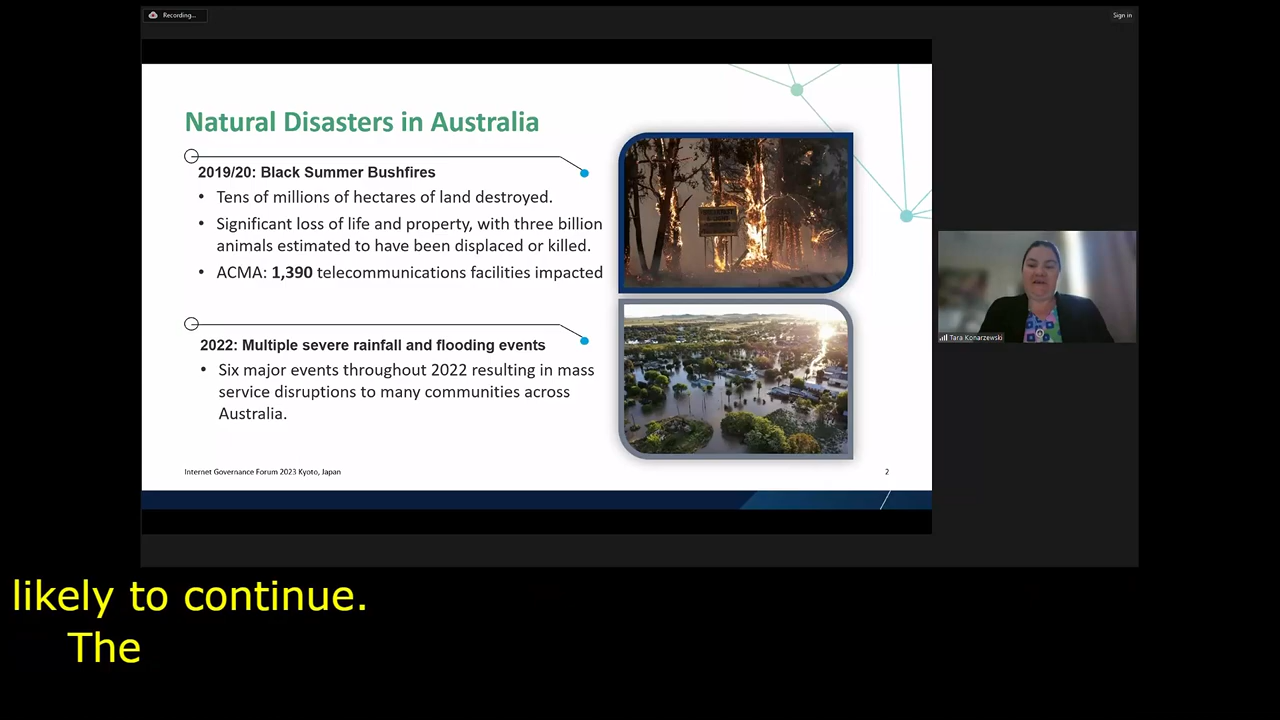 Recording...
Sign in
Natural Disasters in Australia
2019/20: Black Summer Bushfires
• Tens of millions of hectares of land destroyed.
• Significant loss of life and property, with three billion
animals estimated to have been displaced or killed.
• ACMA: 1,390 telecommunications facilities impacted
2022: Multiple severe rainfall and flooding events
• Six major events throughout 2022 resulting in mass
service disruptions to many communities across
Australia.
Internet Governance Forum 2023 Kyoto, Japan
2
Tara Konarzewski
likely to continue.
The